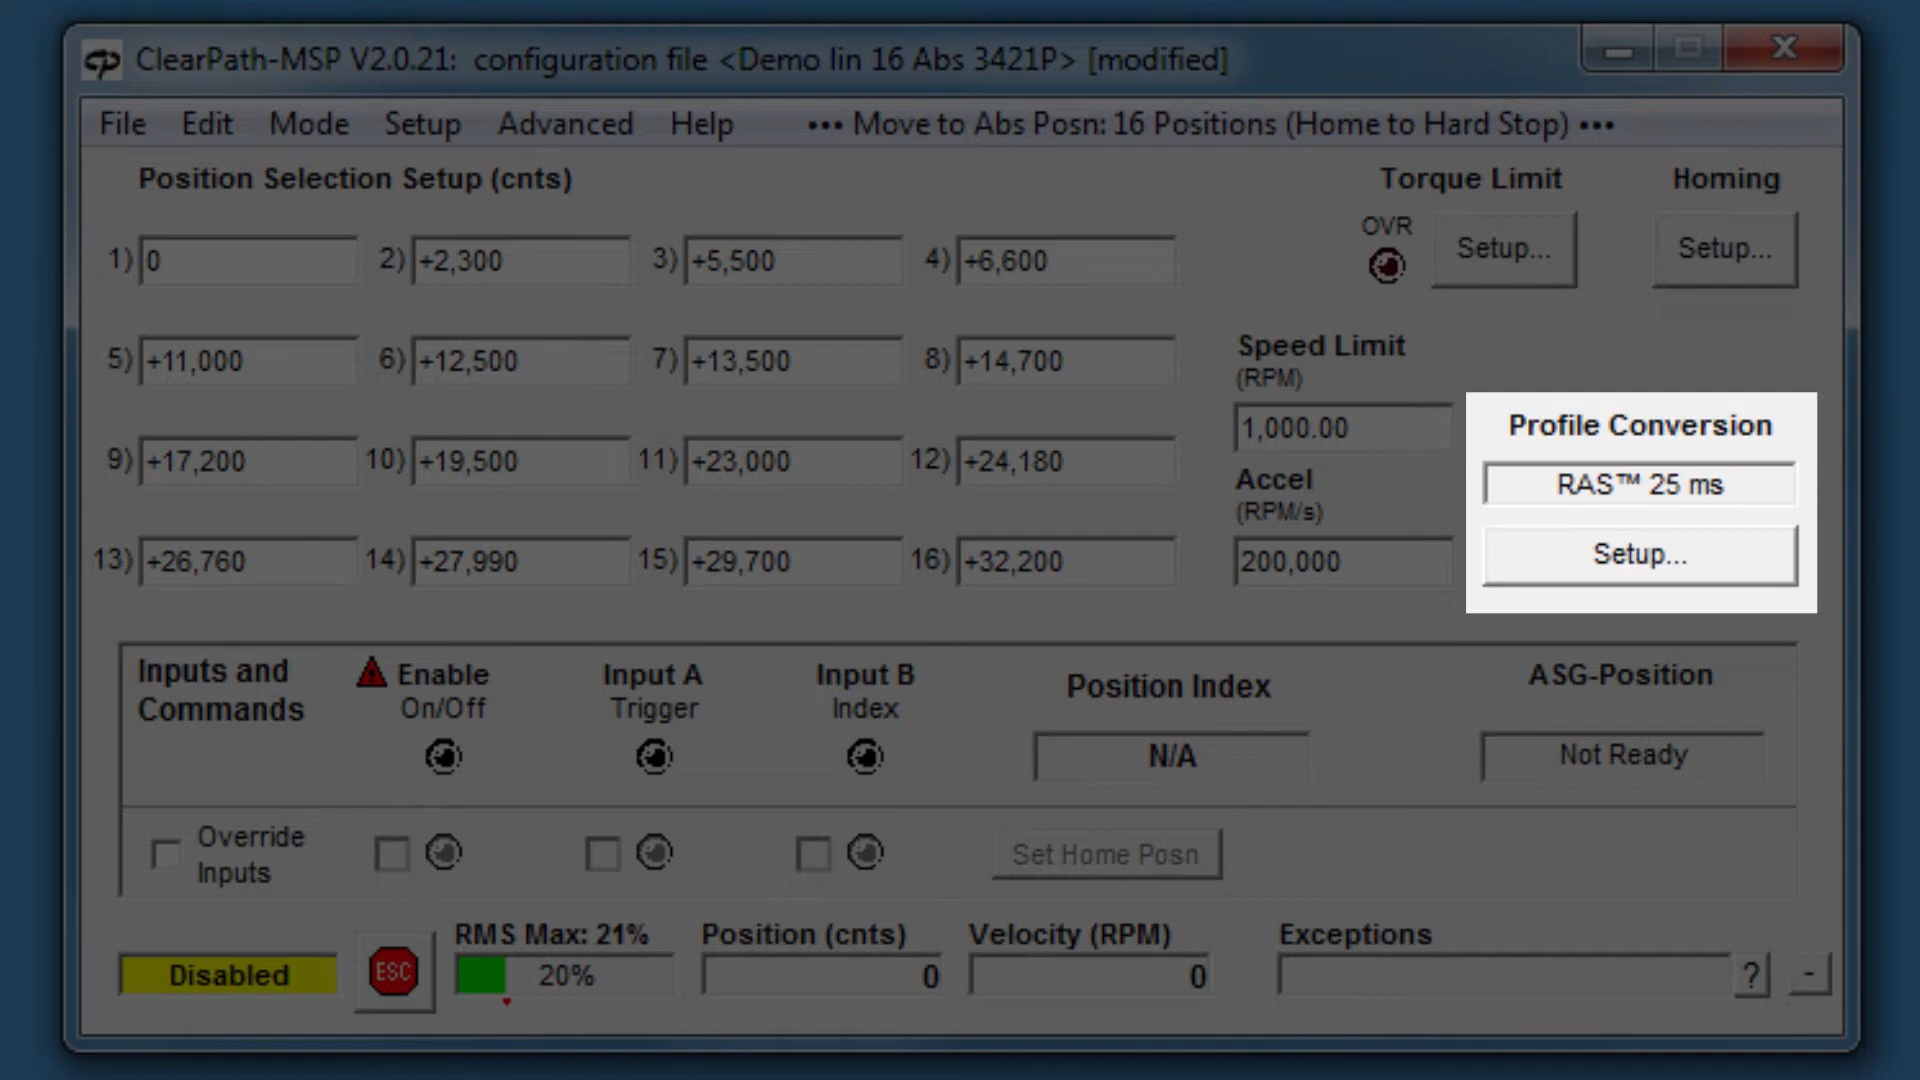 ClearPath-MSP V2.0.21: configuration file <Demo lin 16 Abs 3421P> [modified]
File Edit Mode Setup Advanced Help ••• Move to Abs Posn: 16 Positions (Home to Hard Stop) •••
Position Selection Setup (cnts)
Torque Limit
Homing
OVR
Setup...
Setup...
1) 0 2) +2,300 3) +5,500 4) +6,600
5) +11,000 6) +12,500 7) +13,500 8) +14,700
9) +17,200 10) +19,500 11) +23,000 12) +24,180
13) +26,760 14) +27,990 15) +29,700 16) +32,200
Speed Limit
(RPM)
1,000.00
Accel
(RPM/s)
200,000
Profile Conversion
RAS™ 25 ms
Setup...
Inputs and
Commands
Enable
On/Off
Input A
Trigger
Input B
Index
Position Index
N/A
ASG-Position
Not Ready
Override
Inputs
Set Home Posn
Disabled
ESC
RMS Max: 21%
20%
Position (cnts)
0
Velocity (RPM)
0
Exceptions
?
-